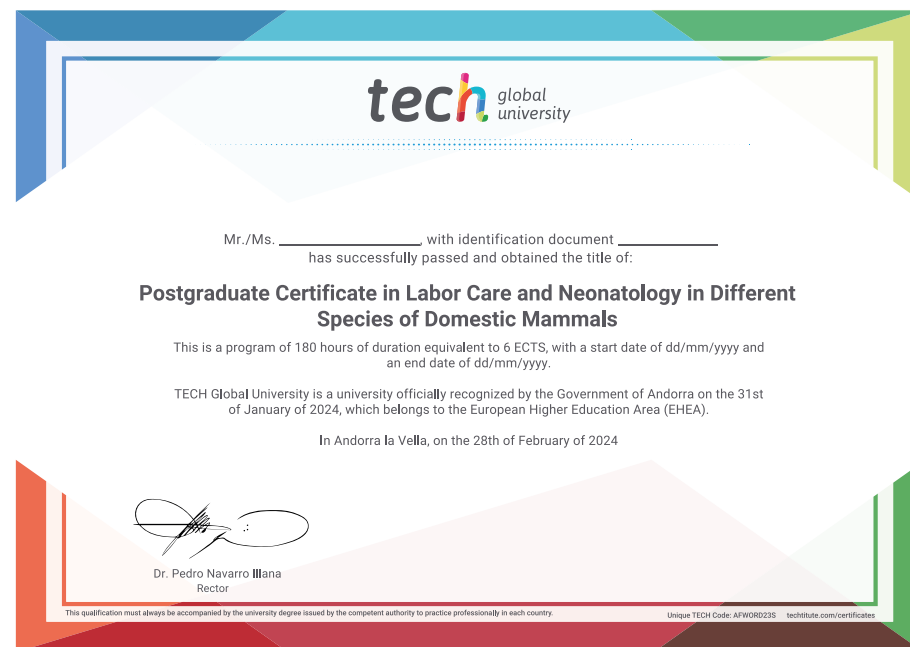 tech global
university
Mr./Ms. ____________________, with identification document ______________
has successfully passed and obtained the title of:
Postgraduate Certificate in Labor Care and Neonatology in Different
Species of Domestic Mammals
This is a program of 180 hours of duration equivalent to 6 ECTS, with a start date of dd/mm/yyyy and
an end date of dd/mm/yyyy.
TECH Global University is a university officially recognized by the Government of Andorra on the 31st
of January of 2024, which belongs to the European Higher Education Area (EHEA).
In Andorra la Vella, on the 28th of February of 2024
Dr. Pedro Navarro Illana
Rector
This qualification must always be accompanied by the university degree issued by the competent authority to practice professionally in each country.
Unique TECH Code: AFWORD23S techtitute.com/certificates